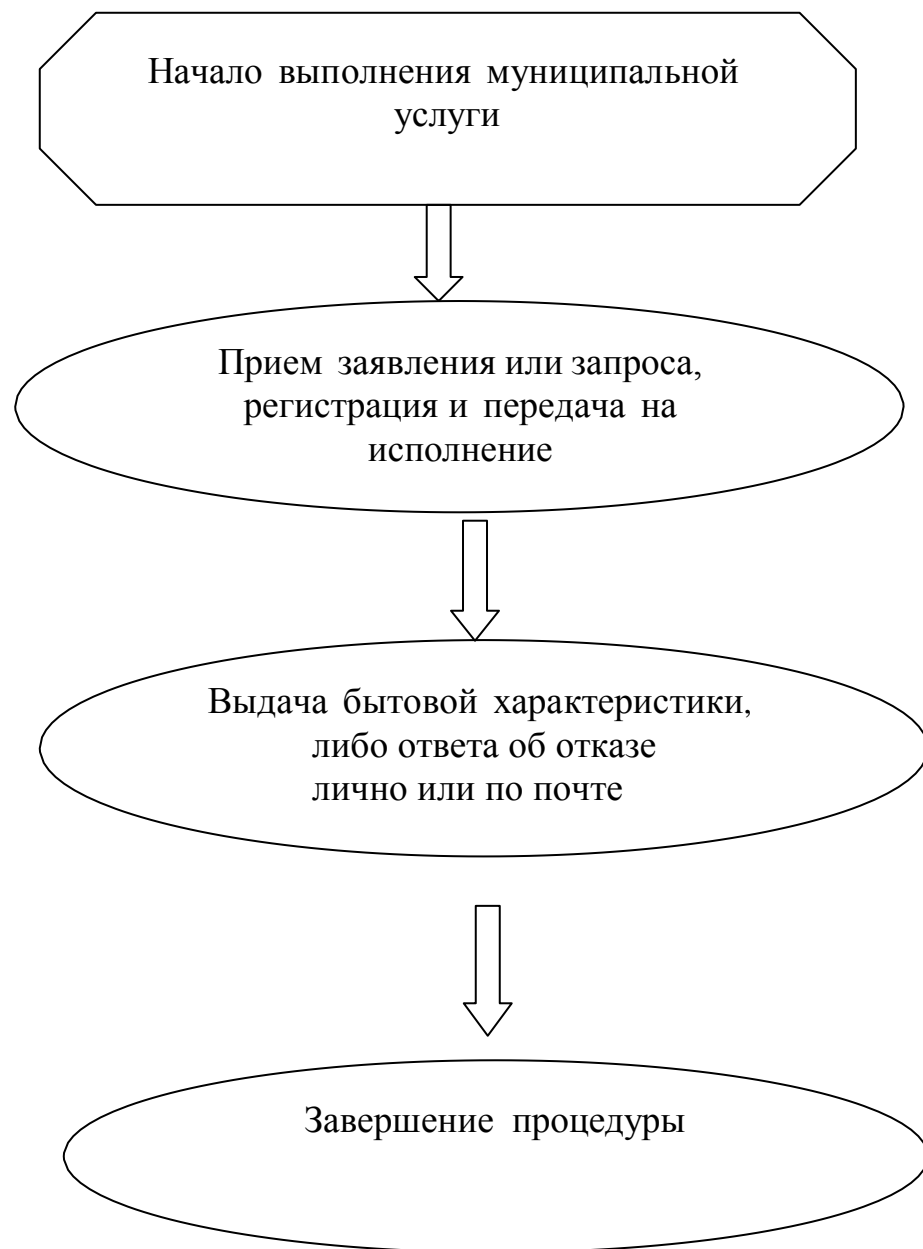 Начало выполнения муниципальной
услуги
Прием заявления или запроса,
регистрация и передача на
исполнение
Выдача бытовой характеристики,
либо ответа об отказе
лично или по почте
Завершение процедуры